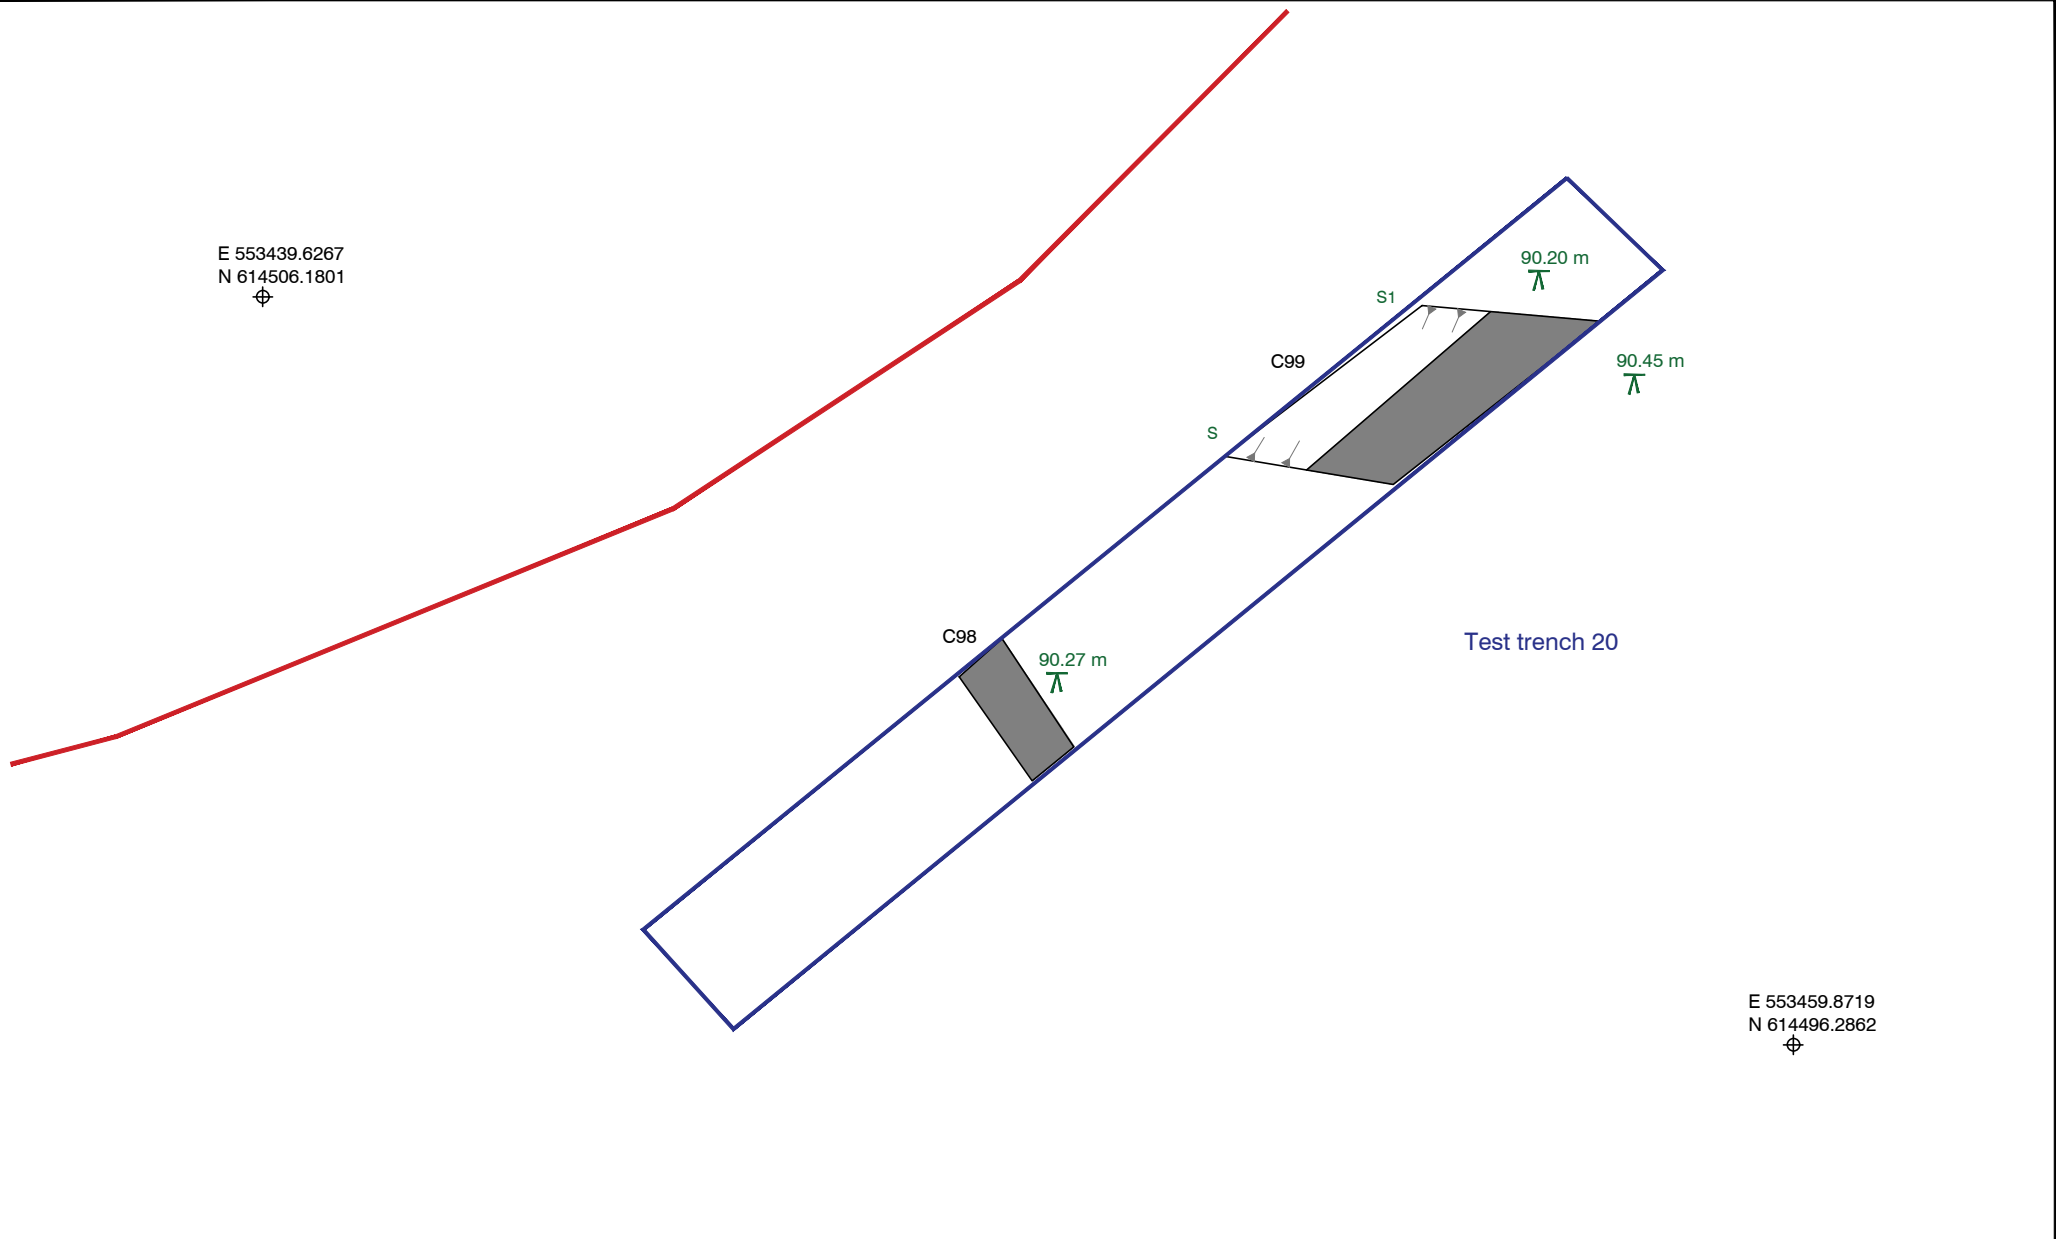 E 553439.6267
N 614506.1801
90.20 m
S1
C99
90.45 m
S
C98
90.27 m
Test trench 20
E 553459.8719
N 614496.2862